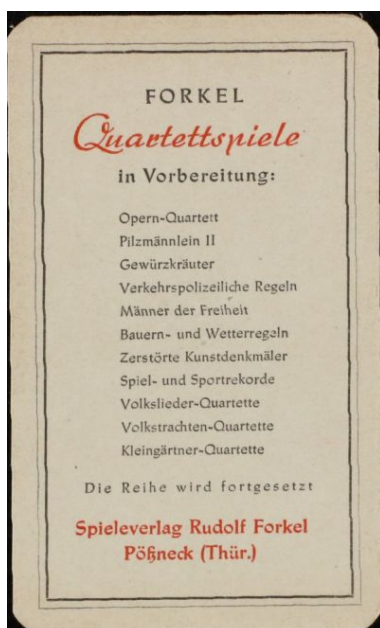 FORKEL
Quartettspiele
in Vorbereitung:
Opern-Quartett
Pilzmännlein II
Gewürzkräuter
Verkehrspolizeiliche Regeln
Männer der Freiheit
Bauern- und Wetterregeln
Zerstörte Kunstdenkmäler
Spiel- und Sportrekorde
Volkslieder-Quartette
Volkstrachten-Quartette
Kleingärtner-Quartette
Die Reihe wird fortgesetzt
Spieleverlag Rudolf Forkel
Pößneck (Thür.)